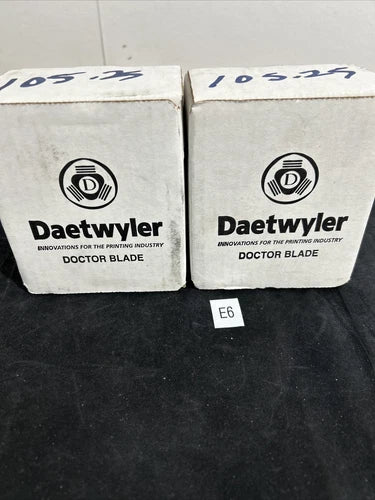 105.25
D
Daetwyler
INNOVATIONS FOR THE PRINTING INDUSTRY
DOCTOR BLADE
105.25
D
Daetwyler
INNOVATIONS FOR THE PRINTING INDUSTRY
DOCTOR BLADE
E6